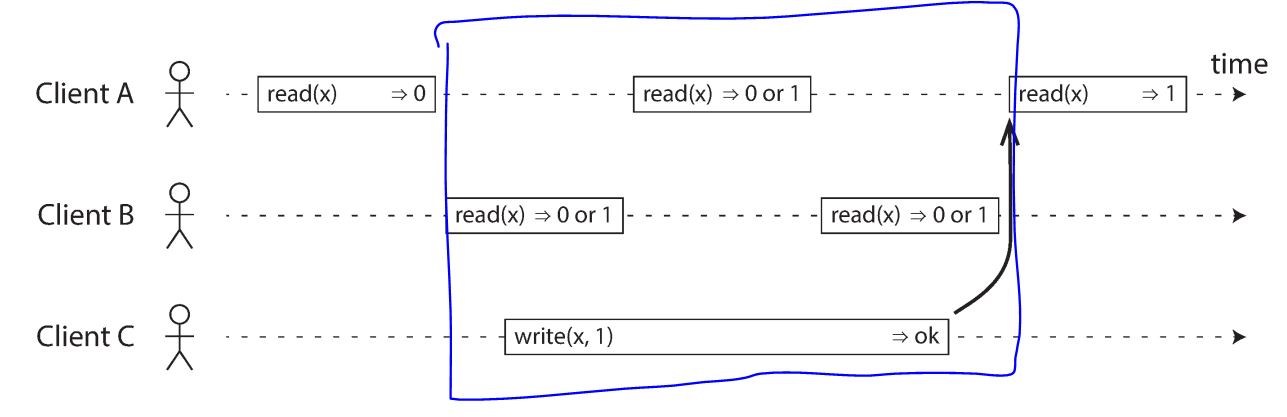 time
Client A read(x) ⇒ 0 read(x) ⇒ 0 or 1 read(x) ⇒ 1
Client B read(x) ⇒ 0 or 1 read(x) ⇒ 0 or 1
Client C write(x, 1) ⇒ ok